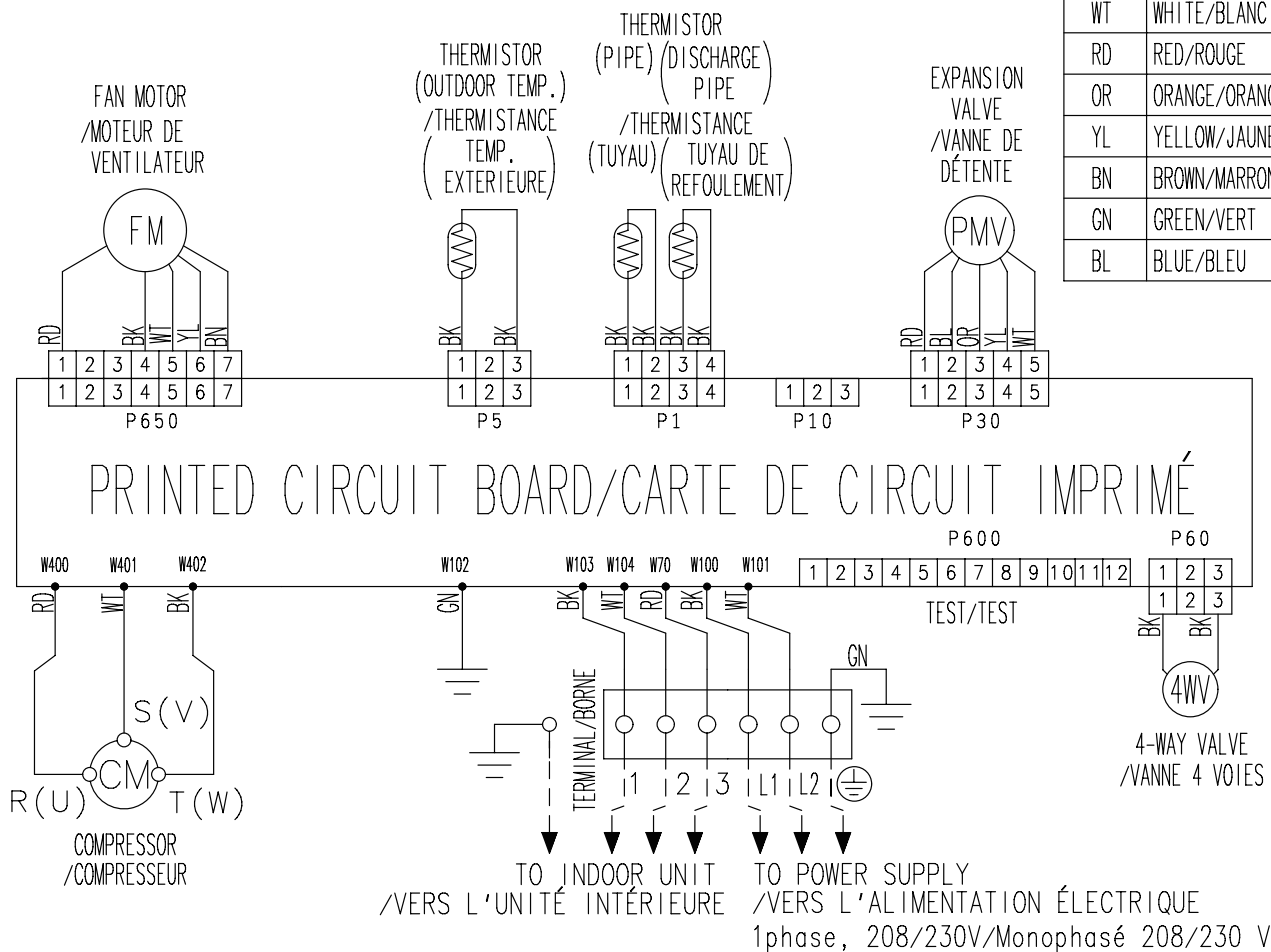 WT WHITE/BLANC
RD RED/ROUGE
OR
YL
BN BROWN/MARRON
GN GREEN/VERT
BL BLUE/BLEU
FAN MOTOR
/MOTEUR DE
VENTILATEUR
FM
THERMISTOR
(OUTDOOR TEMP.)
/THERMISTANCE
(TEMP.
EXTERIEURE)
THERMISTOR
(PIPE) (DISCHARGE
PIPE)
/THERMISTANCE
(TUYAU) (TUYAU DE
REFOULEMENT)
EXPANSION
VALVE
/VANNE DE
DÉTENTE
PMV
RD BK WT YL BN
BK BK
BK BK BK BK
RD BL OR YL WT
1 2 3 4 5 6 7
1 2 3
1 2 3 4
1 2 3 4 5
1 2 3 4 5 6 7
1 2 3
1 2 3 4
1 2 3
1 2 3 4 5
P650
P5
P1
P10
P30
PRINTED CIRCUIT BOARD/CARTE DE CIRCUIT IMPRIMÉ
P600
P60
W400 W401 W402
W102
W103 W104 W70 W100 W101
1 2 3 4 5 6 7 8 9 10 11 12
1 2 3
1 2 3
RD WT BK
GN
BK WT RD BK WT
TEST/TEST
BK BK
4WV
4-WAY VALVE
/VANNE 4 VOIES
GN
TERMINAL/BORNE
S(V)
CM
R(U)
T(W)
COMPRESSOR
/COMPRESSEUR
1 2 3 L1 L2
TO INDOOR UNIT
/VERS L'UNITÉ INTÉRIEURE
TO POWER SUPPLY
/VERS L'ALIMENTATION ÉLECTRIQUE
1phase, 208/230V/Monophasé 208/230 V